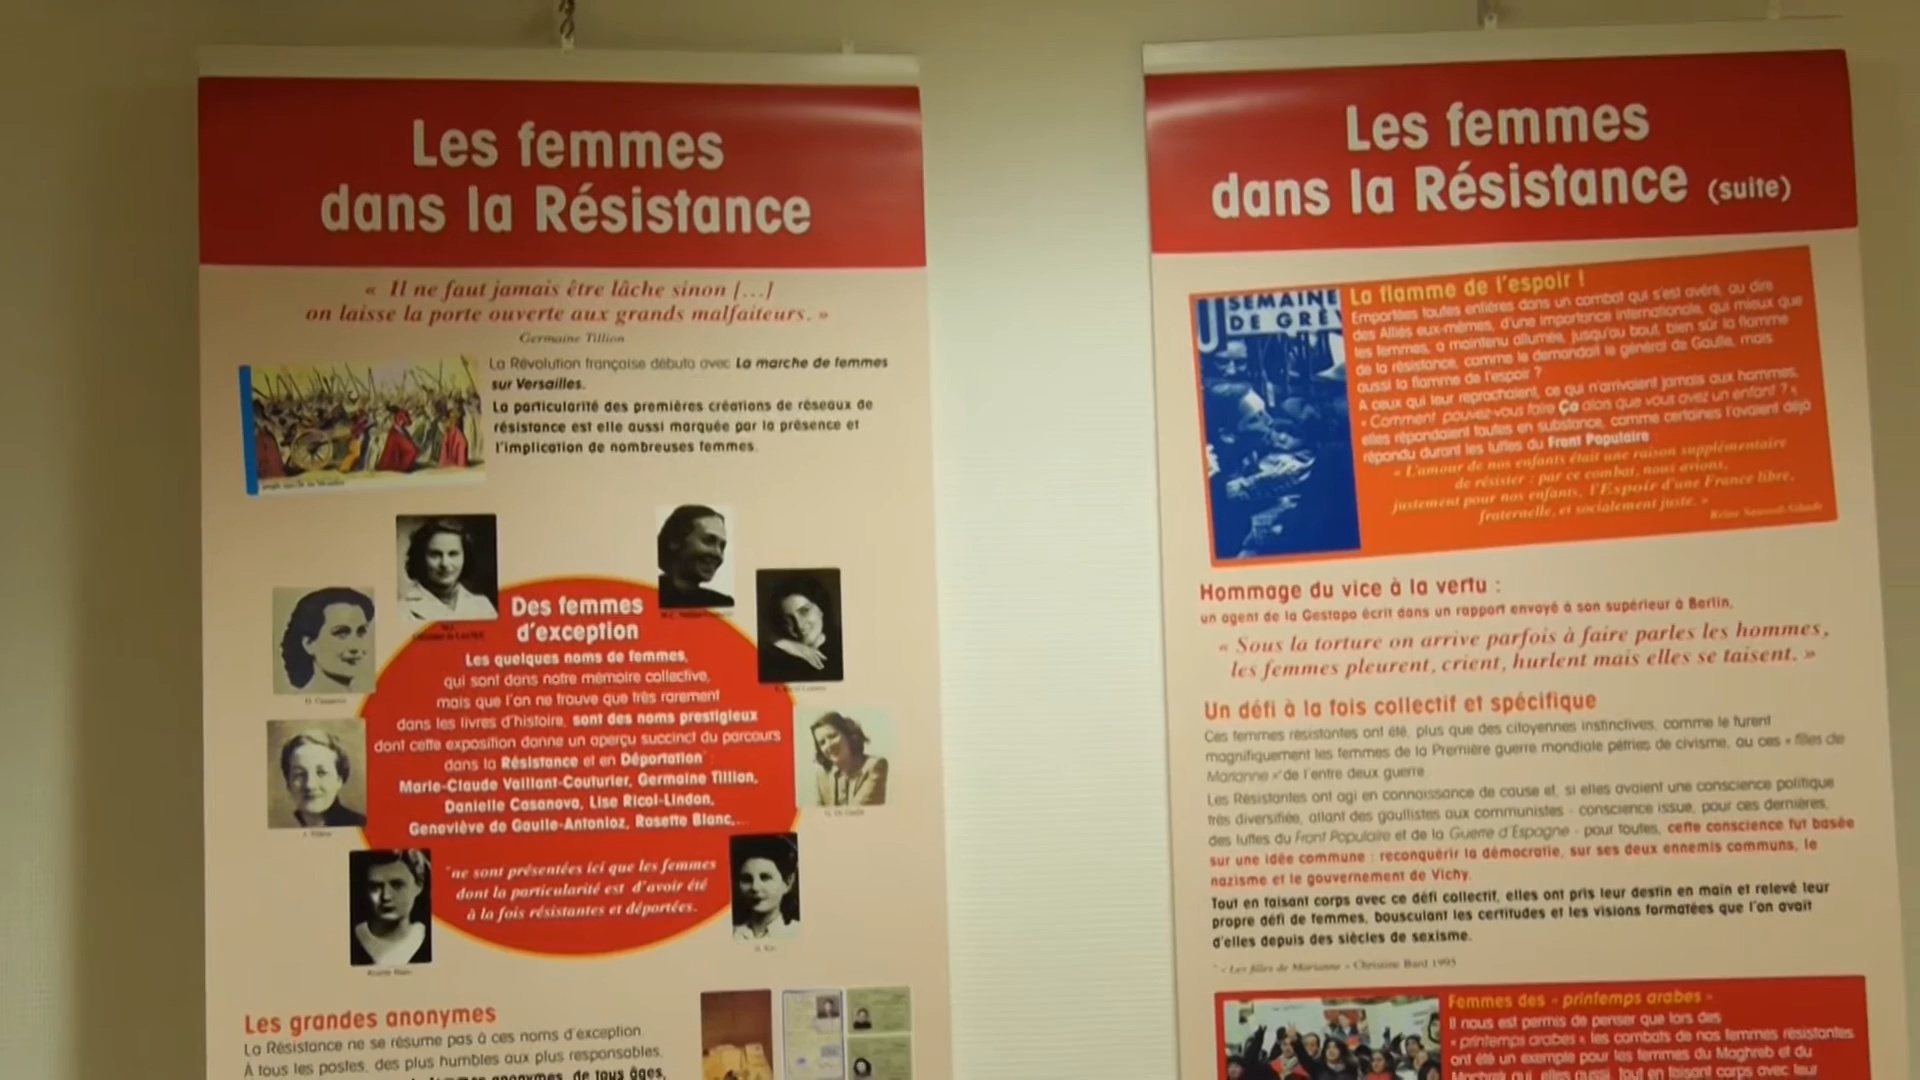 Les femmes
dans la Résistance
« Il ne faut jamais être lâche sinon [...]
on laisse la porte ouverte aux grands malfaiteurs. »
Germaine Tillion
La Révolution française débuta avec La marche de femmes
sur Versailles.
La particularité des premières créations de réseaux de
résistance est elle aussi marquée par la présence et
l'implication de nombreuses femmes.
Des femmes
d'exception
Les quelques noms de femmes,
qui sont dans notre mémoire collective,
mais que l'on ne trouve que très rarement
dans les livres d'histoire, sont des noms prestigieux
dont cette exposition donne un aperçu succinct du parcours
dans la Résistance et en Déportation* :
Marie-Claude Vaillant-Couturier, Germaine Tillion,
Danielle Casanova, Lise Ricol-London,
Geneviève de Gaulle-Antonioz, Rosette Blanc,...
*ne sont présentées ici que les femmes
dont la particularité est d'avoir été
à la fois résistantes et déportées.
Rosette Blanc
Les grandes anonymes
La Résistance ne se résume pas à ces noms d'exception.
À tous les postes, des plus humbles aux plus responsables,
femmes anonymes, de tous âges,
Les femmes
dans la Résistance (suite)
SEMAINE
DE GRÈV
La flamme de l'espoir !
Emportées toutes entières dans un combat qui s'est avéré, au dire
des Alliés eux-mêmes, d'une importance internationale, qui mieux que
les femmes, a maintenu allumée, jusqu'au bout, bien sûr la flamme
de la résistance, comme le demandait le général de Gaulle, mais
aussi la flamme de l'espoir ?
A ceux qui leur reprochaient, ce qui n'arrivaient jamais aux hommes,
« Comment pouvez-vous faire Ça alors que vous avez un enfant ? »,
elles répondaient toutes en substance, comme certaines l'avaient déjà
répondu durant les luttes du Front Populaire :
« L'amour de nos enfants était une raison supplémentaire
de résister : par ce combat, nous avions,
justement pour nos enfants, l'Espoir d'une France libre,
fraternelle, et socialement juste. »
Hommage du vice à la vertu :
un agent de la Gestapo écrit dans un rapport envoyé à son supérieur à Berlin,
« Sous la torture on arrive parfois à faire parles les hommes,
les femmes pleurent, crient, hurlent mais elles se taisent. »
Un défi à la fois collectif et spécifique
Ces femmes résistantes ont été, plus que des citoyennes instinctives, comme le furent
magnifiquement les femmes de la Première guerre mondiale pétries de civisme, ou ces « filles de
Marianne »* de l'entre deux guerre.
Les Résistantes ont agi en connaissance de cause et, si elles avaient une conscience politique
très diversifiée, allant des gaullistes aux communistes - conscience issue, pour ces dernières,
des luttes du Front Populaire et de la Guerre d'Espagne - pour toutes, cette conscience fut basée
sur une idée commune : reconquérir la démocratie, sur ses deux ennemis communs, le
nazisme et le gouvernement de Vichy.
Tout en faisant corps avec ce défi collectif, elles ont pris leur destin en main et relevé leur
propre défi de femmes, bousculant les certitudes et les visions formatées que l'on avait
d'elles depuis des siècles de sexisme.
* « Les filles de Marianne » Christine Bard 1995
Femmes des « printemps arabes »
Il nous est permis de penser que lors des
« printemps arabes », les combats de nos femmes résistantes
ont été un exemple pour les femmes du Maghreb et du
Machrek qui, elles aussi, tout en faisant corps avec leur